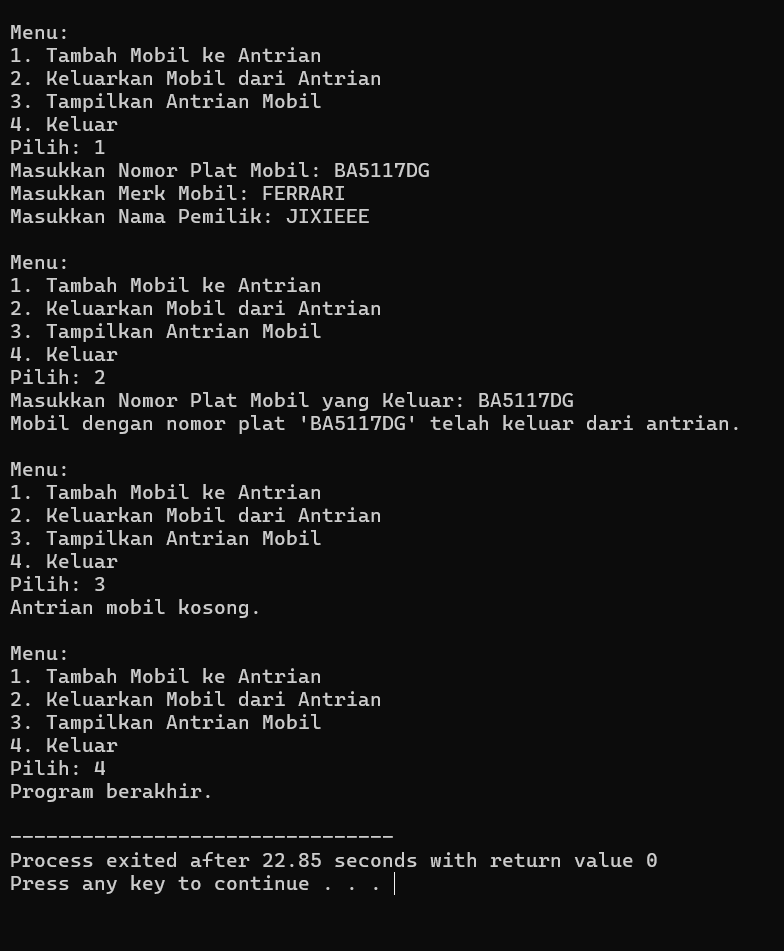 Menu:
1. Tambah Mobil ke Antrian
2. Keluarkan Mobil dari Antrian
3. Tampilkan Antrian Mobil
4. Keluar
Pilih: 1
Masukkan Nomor Plat Mobil: BA5117DG
Masukkan Merk Mobil: FERRARI
Masukkan Nama Pemilik: JIXIEEE

Menu:
1. Tambah Mobil ke Antrian
2. Keluarkan Mobil dari Antrian
3. Tampilkan Antrian Mobil
4. Keluar
Pilih: 2
Masukkan Nomor Plat Mobil yang Keluar: BA5117DG
Mobil dengan nomor plat 'BA5117DG' telah keluar dari antrian.

Menu:
1. Tambah Mobil ke Antrian
2. Keluarkan Mobil dari Antrian
3. Tampilkan Antrian Mobil
4. Keluar
Pilih: 3
Antrian mobil kosong.

Menu:
1. Tambah Mobil ke Antrian
2. Keluarkan Mobil dari Antrian
3. Tampilkan Antrian Mobil
4. Keluar
Pilih: 4
Program berakhir.

--------------------------------
Process exited after 22.85 seconds with return value 0
Press any key to continue . . .